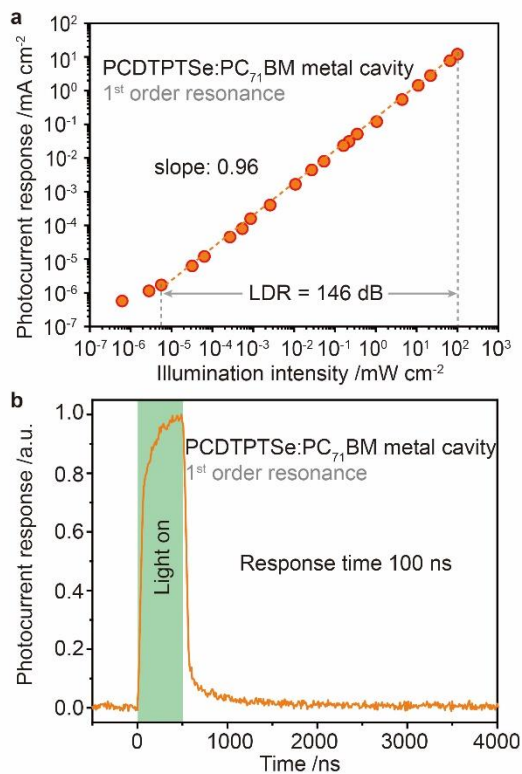 a
Photocurrent response /mA cm⁻²
10²
10¹
10⁰
10⁻¹
10⁻²
10⁻³
10⁻⁴
10⁻⁵
10⁻⁶
10⁻⁷
PCDTPTSe:PC₇₁BM metal cavity
1ˢᵗ order resonance
slope: 0.96
LDR = 146 dB
10⁻⁷ 10⁻⁶ 10⁻⁵ 10⁻⁴ 10⁻³ 10⁻² 10⁻¹ 10⁰ 10¹ 10² 10³
Illumination intensity /mW cm⁻²
b
Photocurrent response /a.u.
1.0
0.8
0.6
0.4
0.2
0.0
PCDTPTSe:PC₇₁BM metal cavity
1ˢᵗ order resonance
Light on
Response time 100 ns
0 1000 2000 3000 4000
Time /ns